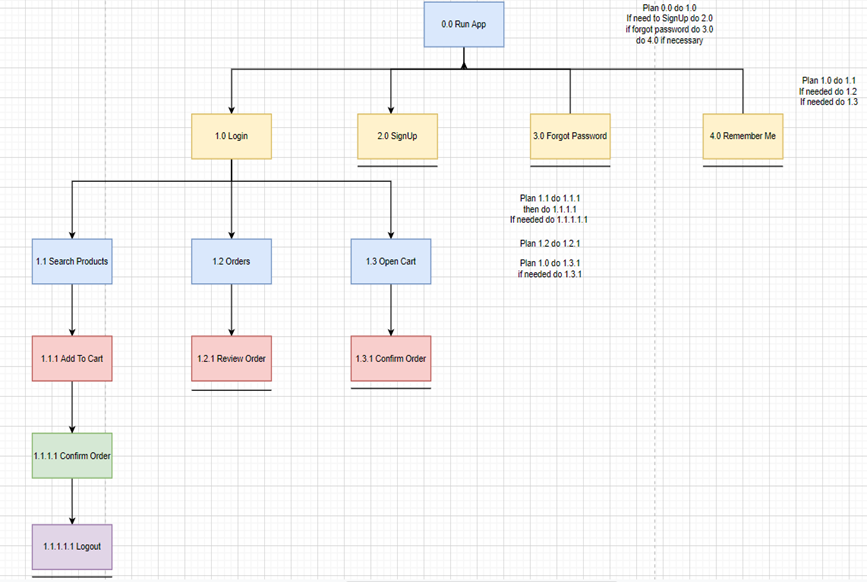 0.0 Run App
Plan 0.0 do 1.0
If need to SignUp do 2.0
if forgot password do 3.0
do 4.0 if necessary
Plan 1.0 do 1.1
If needed do 1.2
If needed do 1.3
1.0 Login
2.0 SignUp
3.0 Forgot Password
4.0 Remember Me
Plan 1.1 do 1.1.1
then do 1.1.1.1
If needed do 1.1.1.1.1
Plan 1.2 do 1.2.1
Plan 1.0 do 1.3.1
if needed do 1.3.1
1.1 Search Products
1.2 Orders
1.3 Open Cart
1.1.1 Add To Cart
1.2.1 Review Order
1.3.1 Confirm Order
1.1.1.1 Confirm Order
1.1.1.1.1 Logout